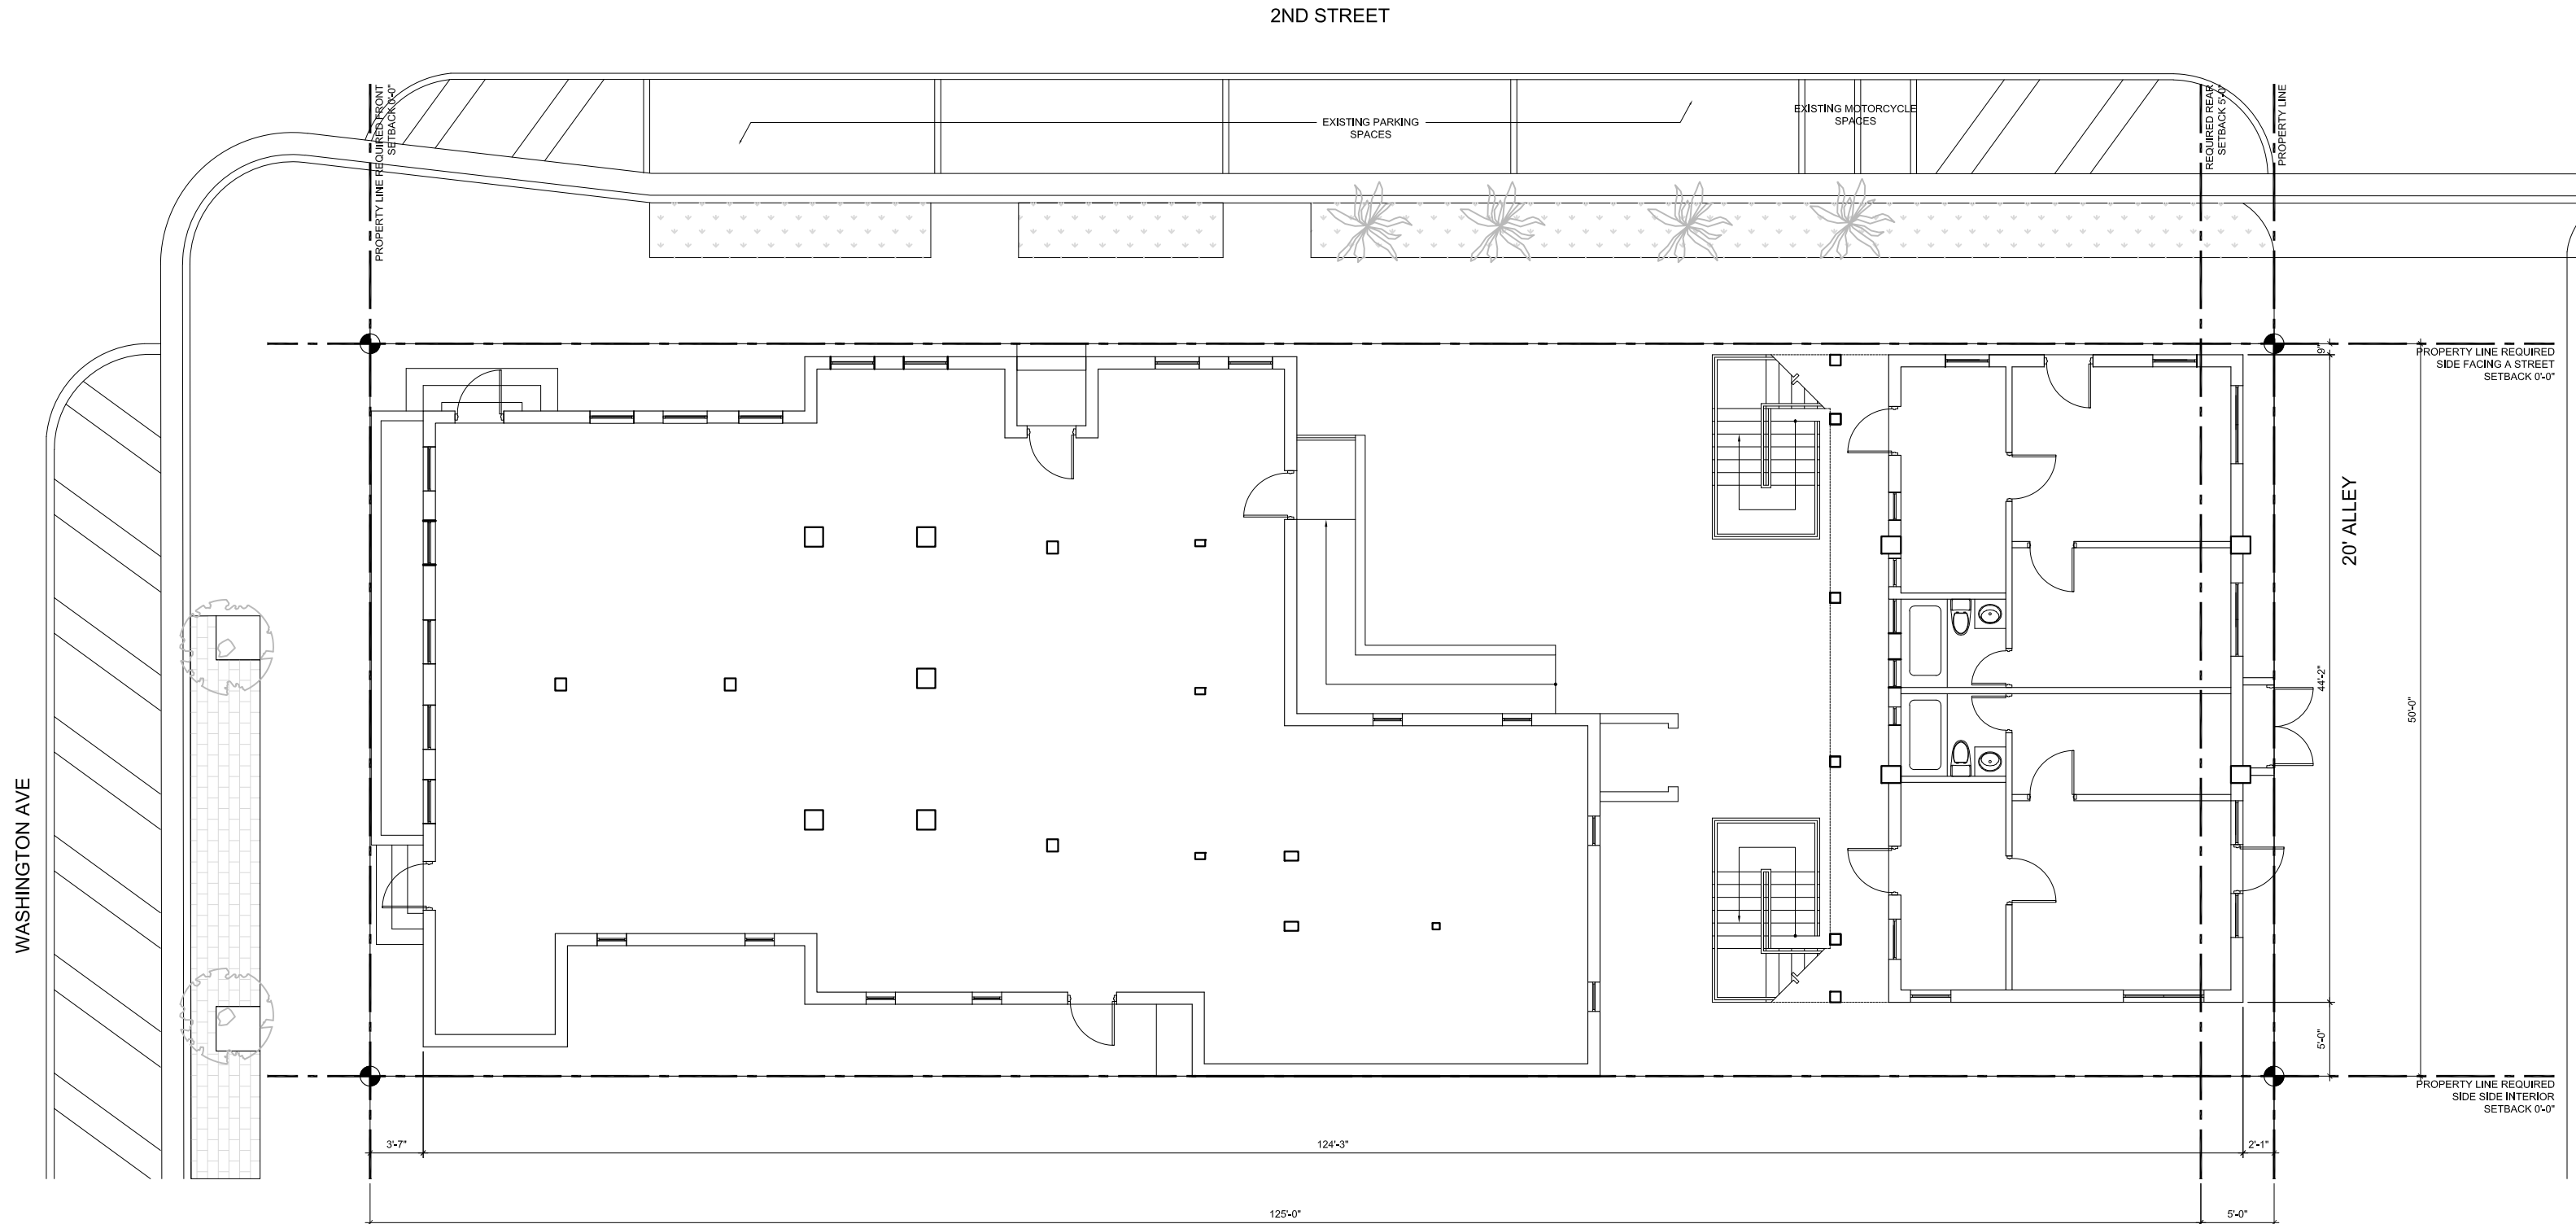 2ND STREET
PROPERTY LINE REQUIRED FRONT
SETBACK 0'-0"
EXISTING PARKING
SPACES
EXISTING MOTORCYCLE
SPACES
REQUIRED REAR
SETBACK 5'-0"
PROPERTY LINE
9"
PROPERTY LINE REQUIRED
SIDE FACING A STREET
SETBACK 0'-0"
20' ALLEY
44'-2"
50'-0"
WASHINGTON AVE
5'-0"
PROPERTY LINE REQUIRED
SIDE SIDE INTERIOR
SETBACK 0'-0"
3'-7"
124'-3"
2'-1"
125'-0"
5'-0"